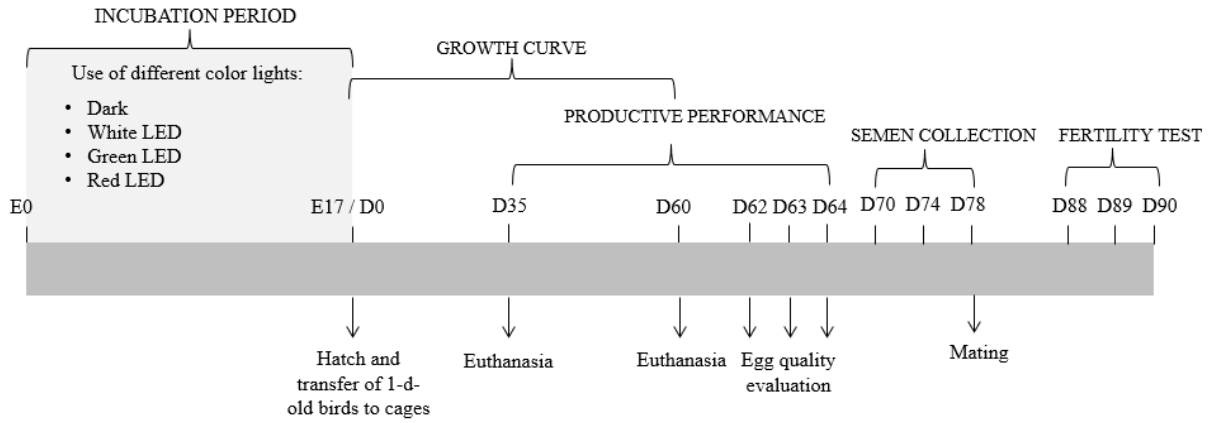 INCUBATION PERIOD
GROWTH CURVE
Use of different color lights:
• Dark
• White LED
• Green LED
• Red LED
PRODUCTIVE PERFORMANCE
SEMEN COLLECTION
FERTILITY TEST
E0
E17 / D0
D35
D60
D62
D63
D64
D70
D74
D78
D88
D89
D90
Hatch and
transfer of 1-d-
old birds to cages
Euthanasia
Euthanasia
Egg quality
evaluation
Mating